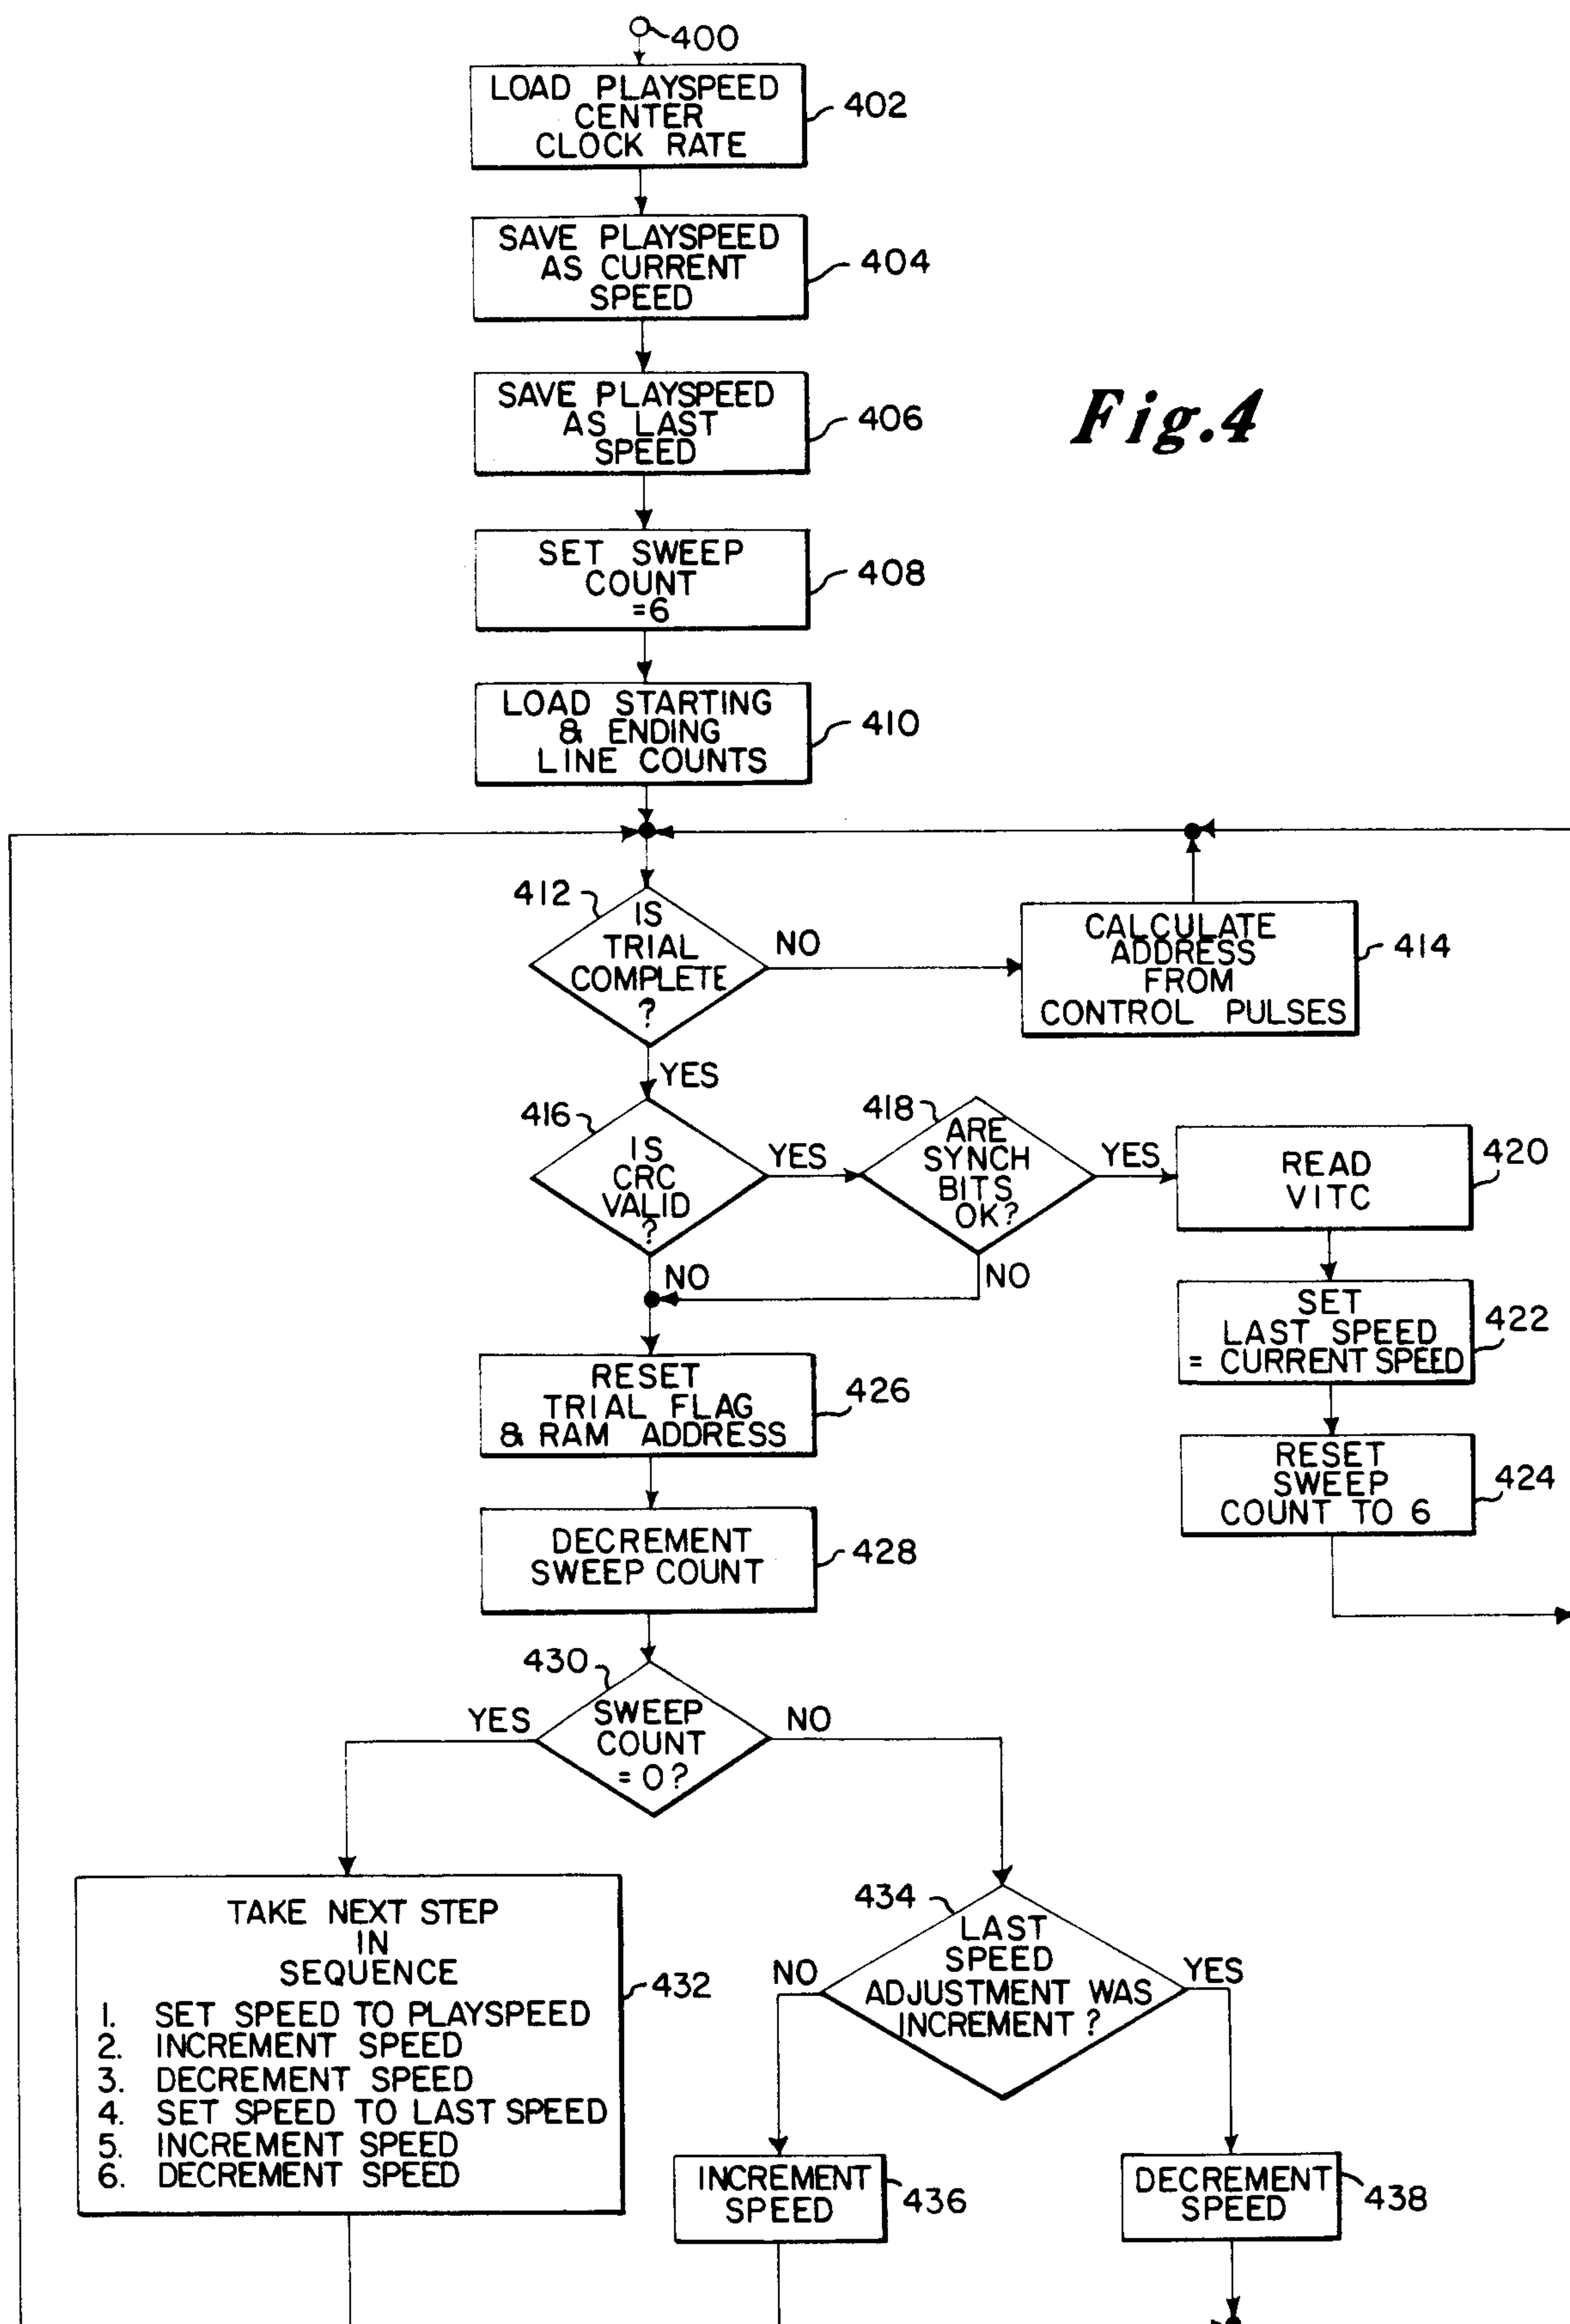 400
LOAD PLAYSPEED
CENTER
CLOCK RATE
402
SAVE PLAYSPEED
AS CURRENT
SPEED
404
SAVE PLAYSPEED
AS LAST
SPEED
406
Fig.4
SET SWEEP
COUNT
=6
408
LOAD STARTING
& ENDING
LINE COUNTS
410
412
IS
TRIAL
COMPLETE
?
NO
CALCULATE
ADDRESS
FROM
CONTROL PULSES
414
YES
416
IS
CRC
VALID
?
YES
NO
418
ARE
SYNCH
BITS
OK?
YES
NO
READ
VITC
420
SET
LAST SPEED
= CURRENT SPEED
422
RESET
SWEEP
COUNT TO 6
424
RESET
TRIAL FLAG
& RAM ADDRESS
426
DECREMENT
SWEEP COUNT
428
430
SWEEP
COUNT
= 0?
YES
NO
TAKE NEXT STEP
IN
SEQUENCE
1. SET SPEED TO PLAYSPEED
2. INCREMENT SPEED
3. DECREMENT SPEED
4. SET SPEED TO LAST SPEED
5. INCREMENT SPEED
6. DECREMENT SPEED
432
434
LAST
SPEED
ADJUSTMENT WAS
INCREMENT ?
NO
YES
INCREMENT
SPEED
436
DECREMENT
SPEED
438